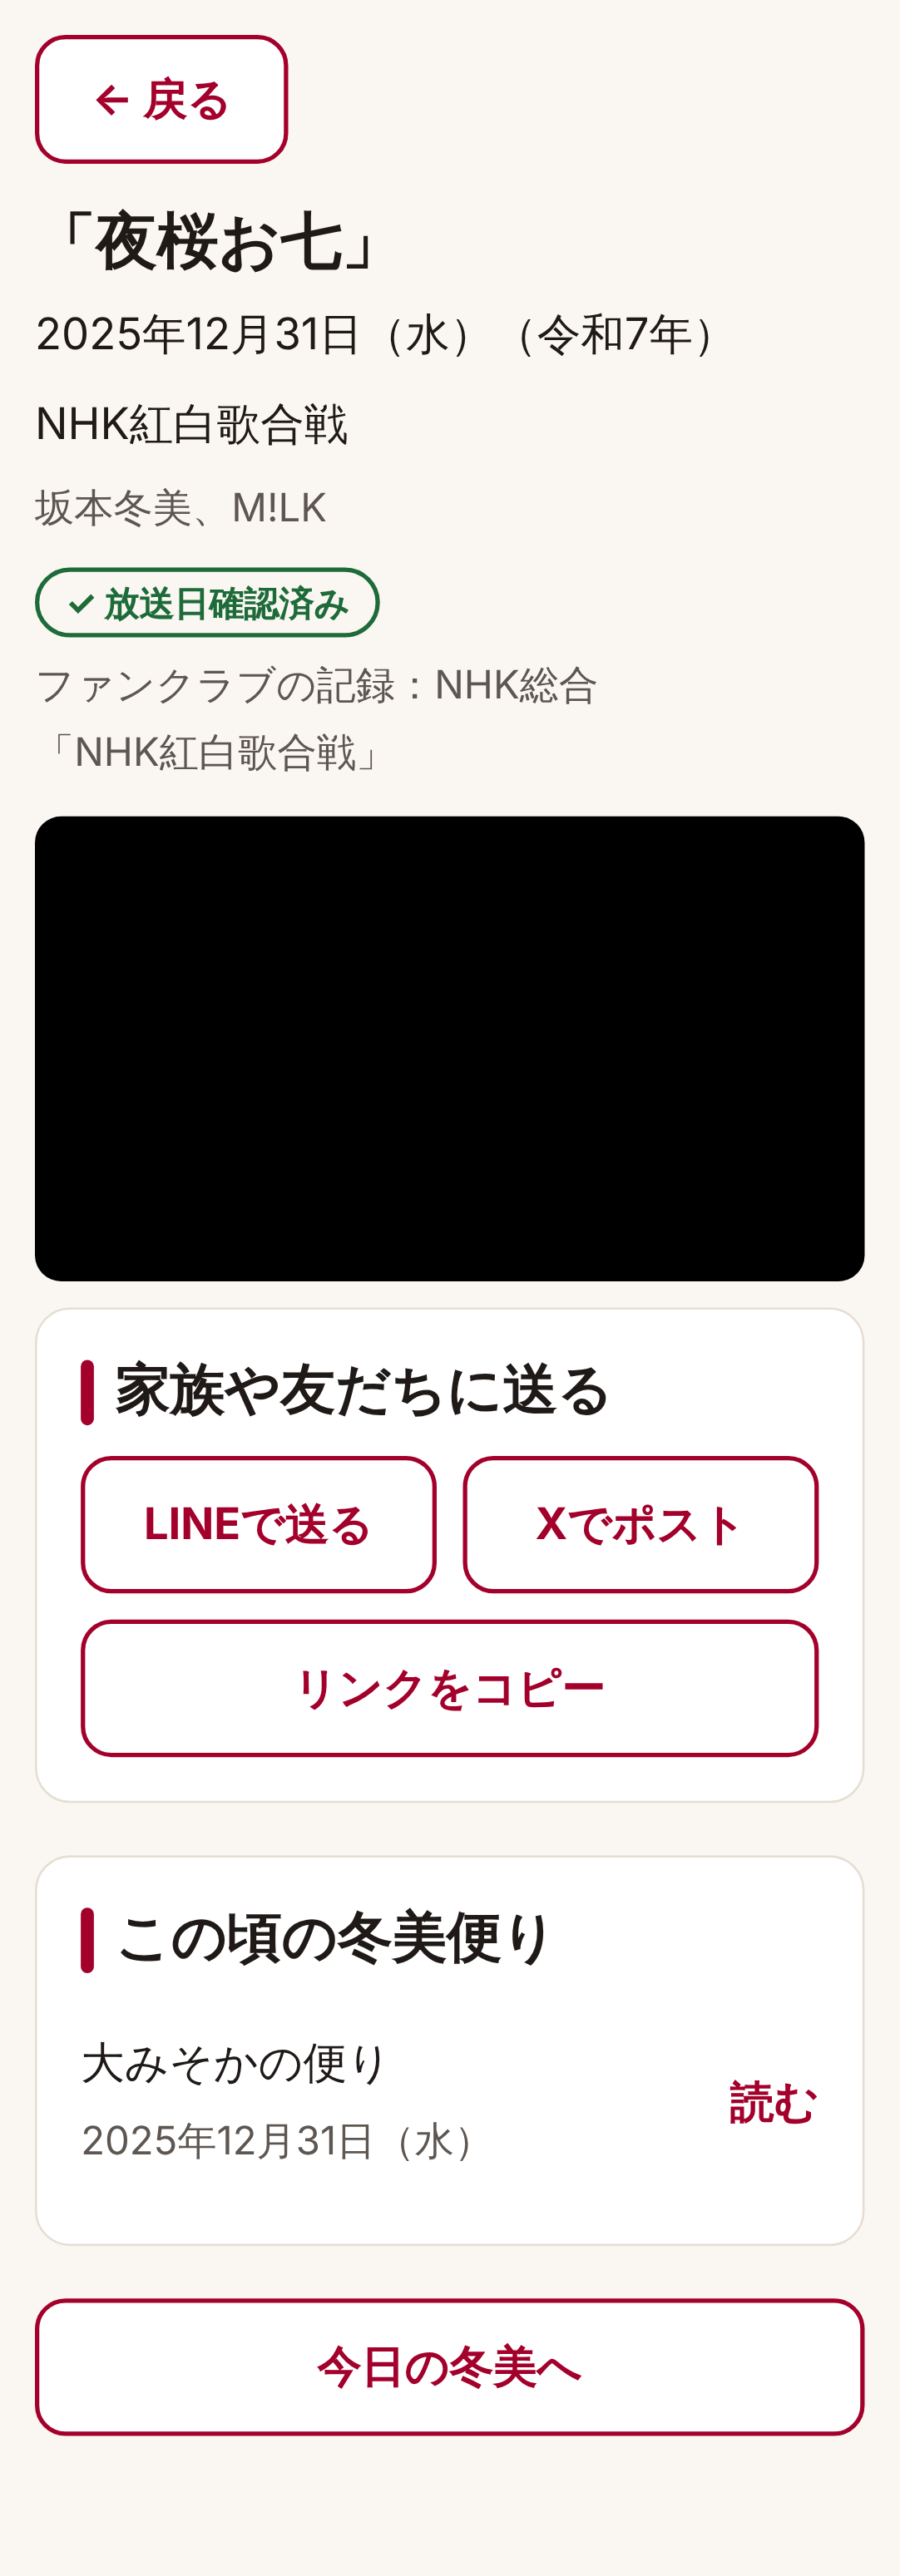 ← 戻る
「夜桜お七」
2025年12月31日（水）（令和7年）
NHK紅白歌合戦
坂本冬美、M!LK
✓ 放送日確認済み
ファンクラブの記録：NHK総合
「NHK紅白歌合戦」
家族や友だちに送る
LINEで送る
Xでポスト
リンクをコピー
この頃の冬美便り
大みそかの便り
2025年12月31日（水）
読む
今日の冬美へ